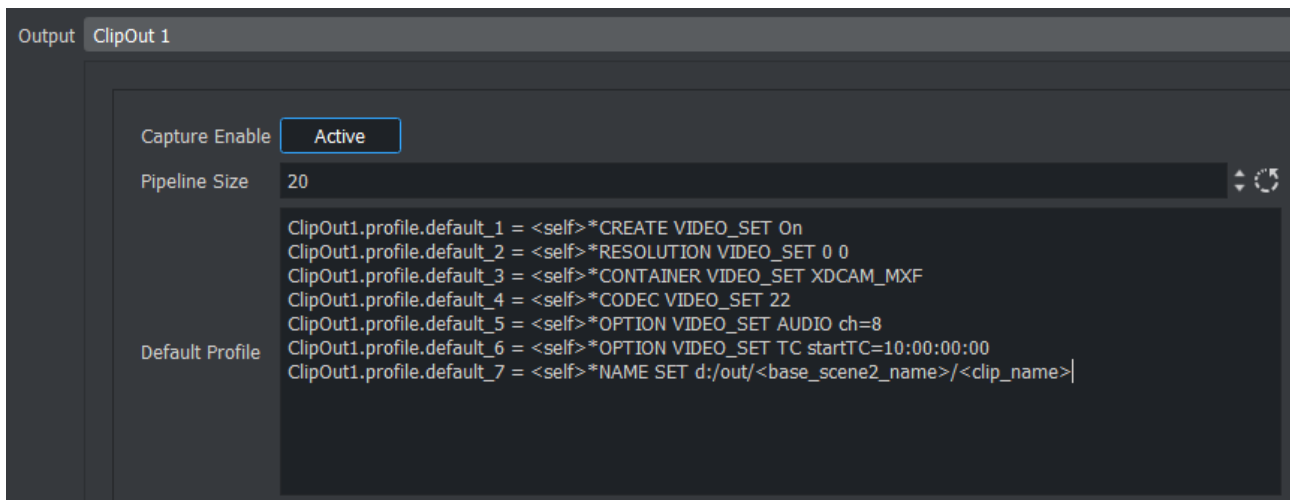 Output ClipOut 1
Capture Enable Active
Pipeline Size 20
Default Profile
ClipOut1.profile.default_1 = <self>*CREATE VIDEO_SET On
ClipOut1.profile.default_2 = <self>*RESOLUTION VIDEO_SET 0 0
ClipOut1.profile.default_3 = <self>*CONTAINER VIDEO_SET XDCAM_MXF
ClipOut1.profile.default_4 = <self>*CODEC VIDEO_SET 22
ClipOut1.profile.default_5 = <self>*OPTION VIDEO_SET AUDIO ch=8
ClipOut1.profile.default_6 = <self>*OPTION VIDEO_SET TC startTC=10:00:00:00
ClipOut1.profile.default_7 = <self>*NAME SET d:/out/<base_scene2_name>/<clip_name>